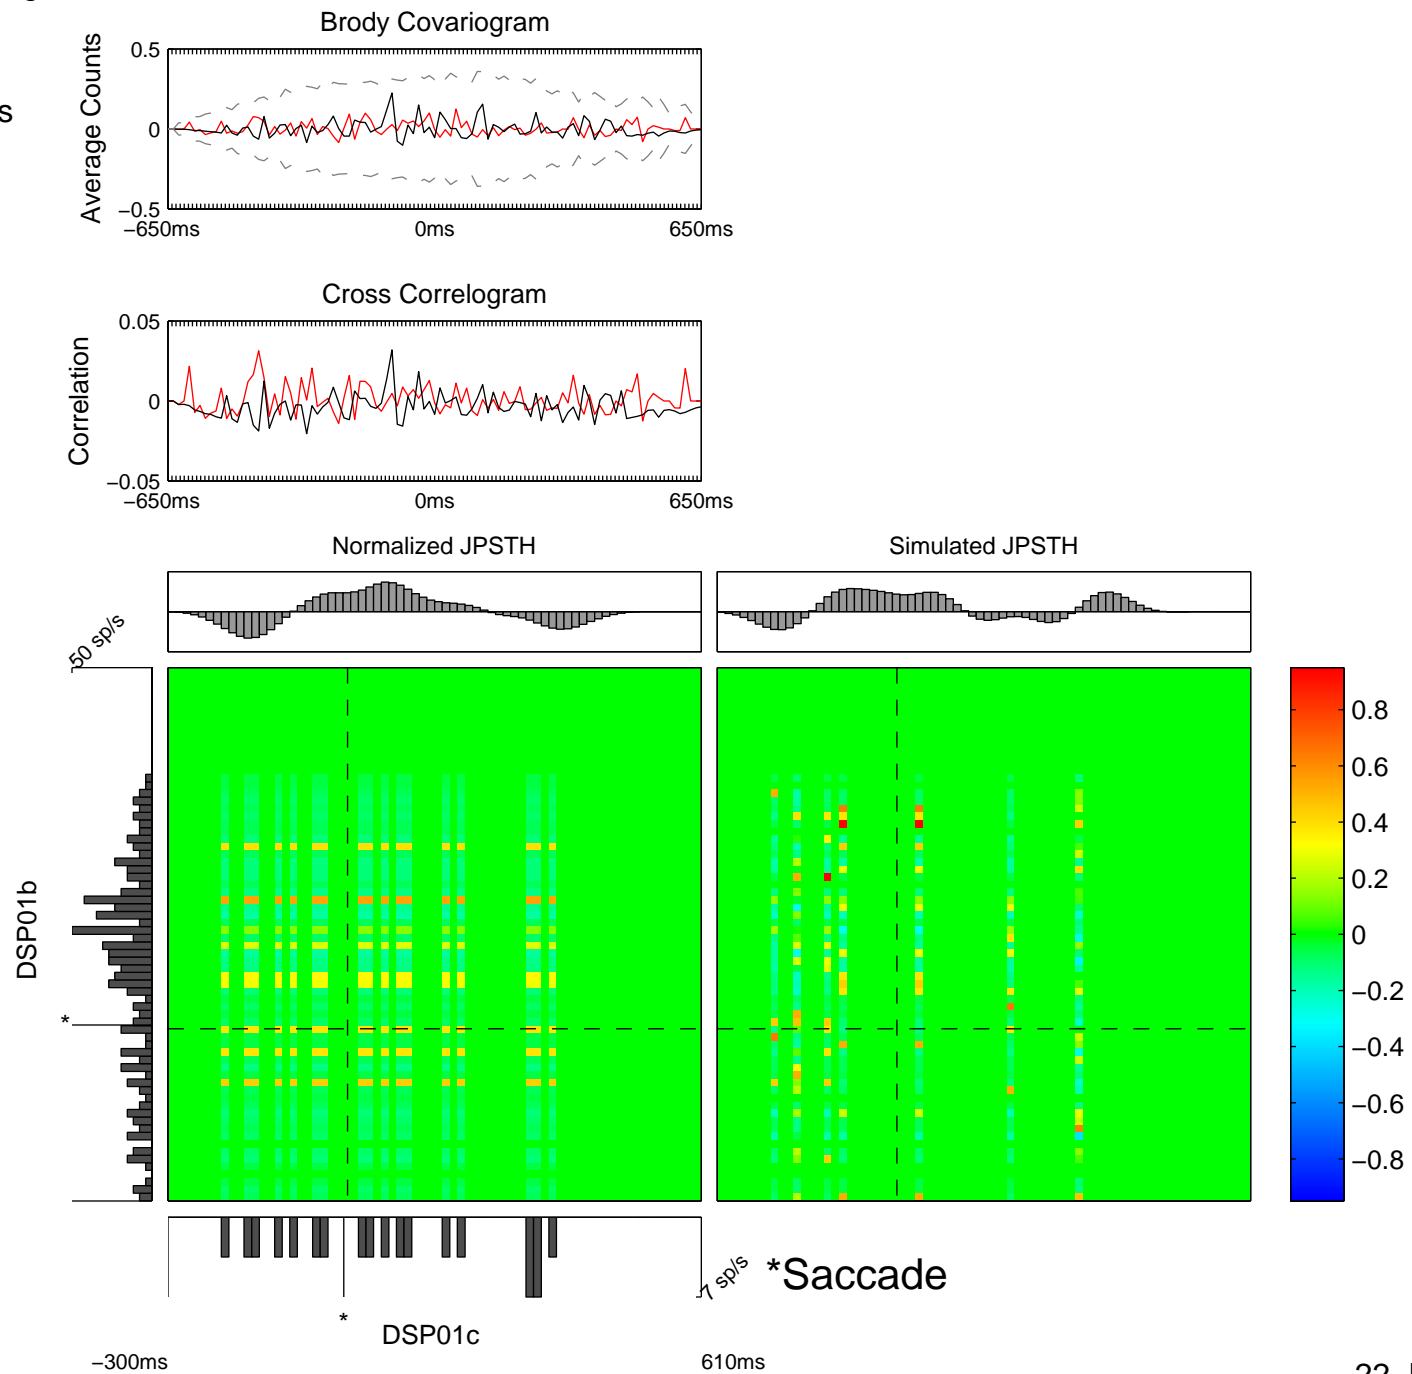 s
Brody Covariogram
Average Counts
0.5
0
−0.5
−650ms 0ms 650ms
Cross Correlogram
Correlation
0.05
0
−0.05
−650ms 0ms 650ms
Normalized JPSTH
Simulated JPSTH
50 sp/s
DSP01b
*
0.8
0.6
0.4
0.2
0
−0.2
−0.4
−0.6
−0.8
7 sp/s
*Saccade
*
DSP01c
−300ms 610ms